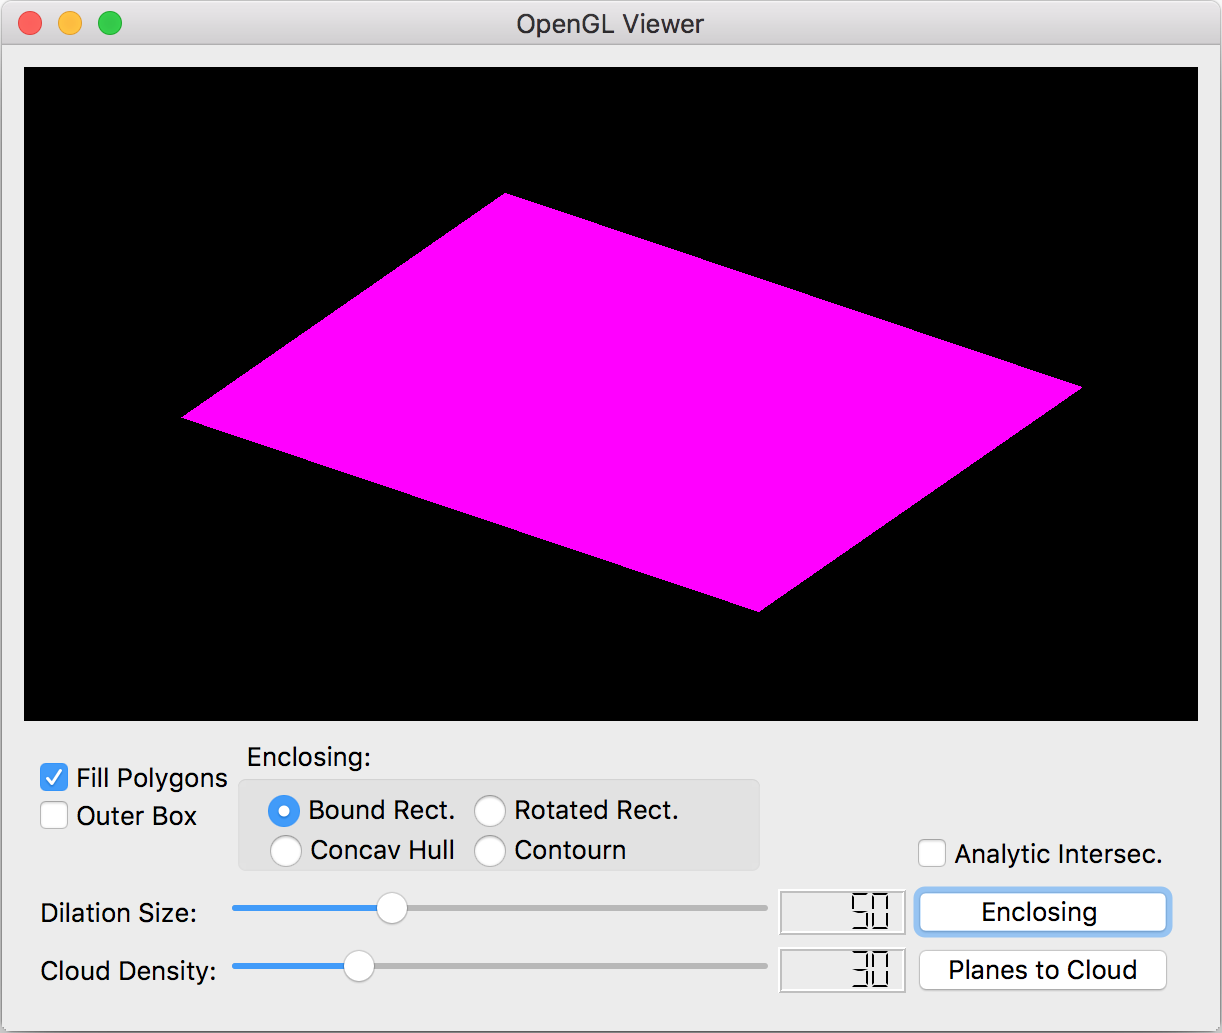 OpenGL Viewer
Enclosing:
Fill Polygons
Outer Box
Bound Rect.
Rotated Rect.
Concav Hull
Contourn
Analytic Intersec.
Dilation Size:
50
Enclosing
Cloud Density:
30
Planes to Cloud